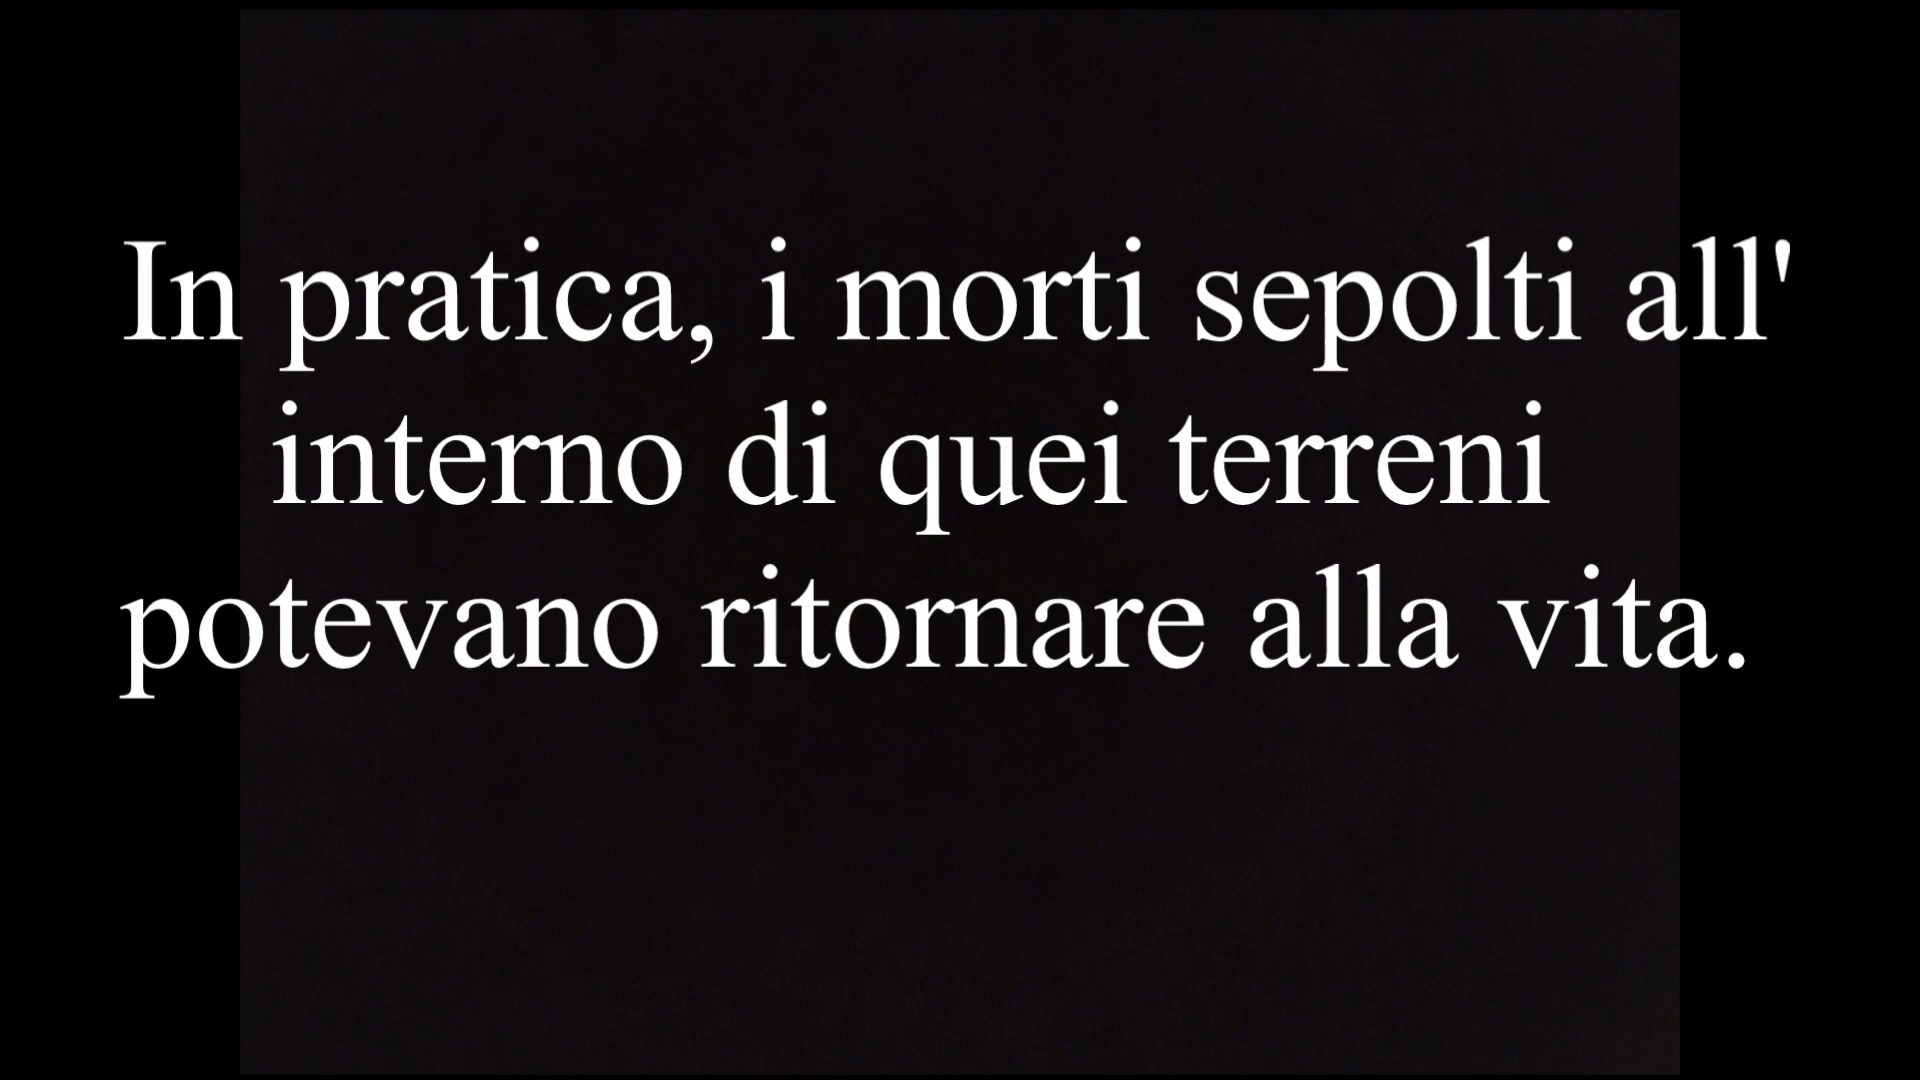 In pratica, i morti sepolti all'
interno di quei terreni
potevano ritornare alla vita.